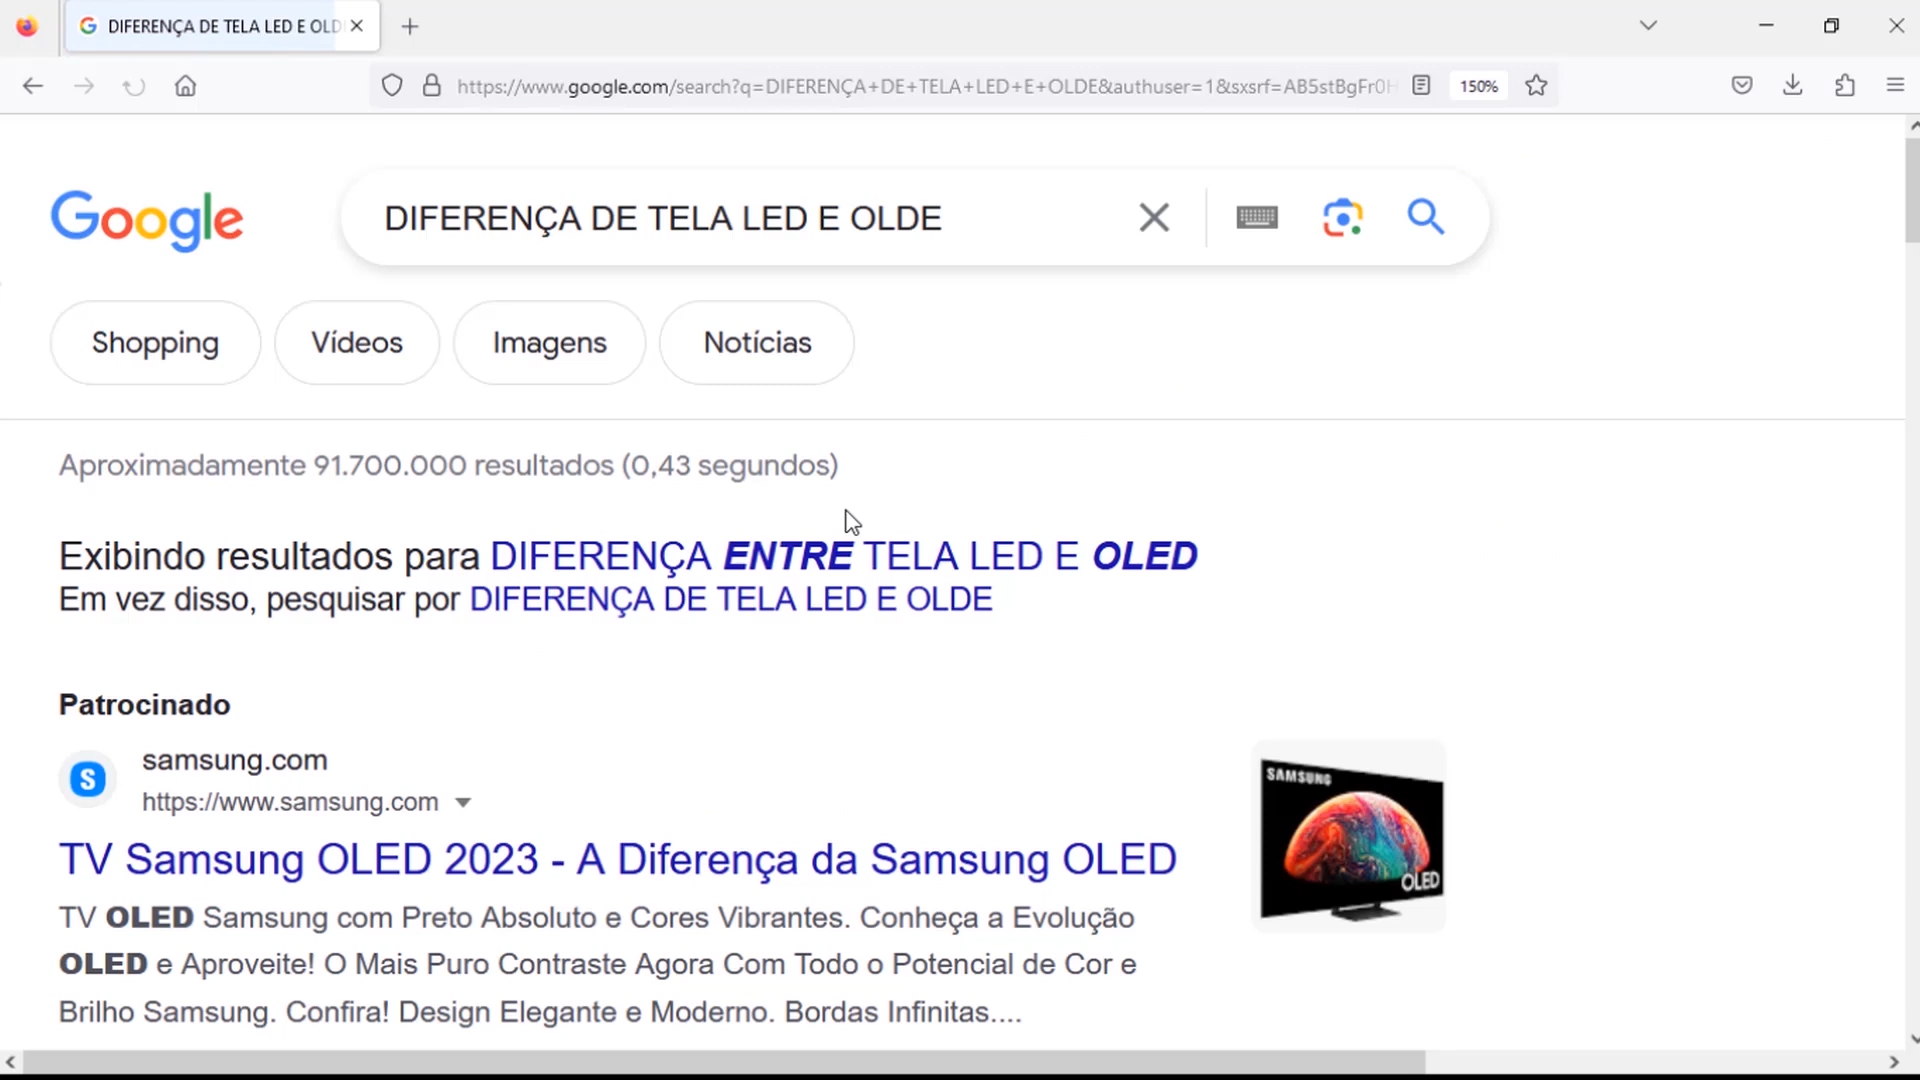 DIFERENÇA DE TELA LED E OLD
https://www.google.com/search?q=DIFERENÇA+DE+TELA+LED+E+OLDE&authuser=1&sxsrf=AB5stBgFr0H
150%
Google
DIFERENÇA DE TELA LED E OLDE
Shopping
Vídeos
Imagens
Notícias
Aproximadamente 91.700.000 resultados (0,43 segundos)
Exibindo resultados para DIFERENÇA ENTRE TELA LED E OLED
Em vez disso, pesquisar por DIFERENÇA DE TELA LED E OLDE
Patrocinado
S
samsung.com
https://www.samsung.com
TV Samsung OLED 2023 - A Diferença da Samsung OLED
TV OLED Samsung com Preto Absoluto e Cores Vibrantes. Conheça a Evolução
OLED e Aproveite! O Mais Puro Contraste Agora Com Todo o Potencial de Cor e
Brilho Samsung. Confira! Design Elegante e Moderno. Bordas Infinitas....
SAMSUNG
OLED